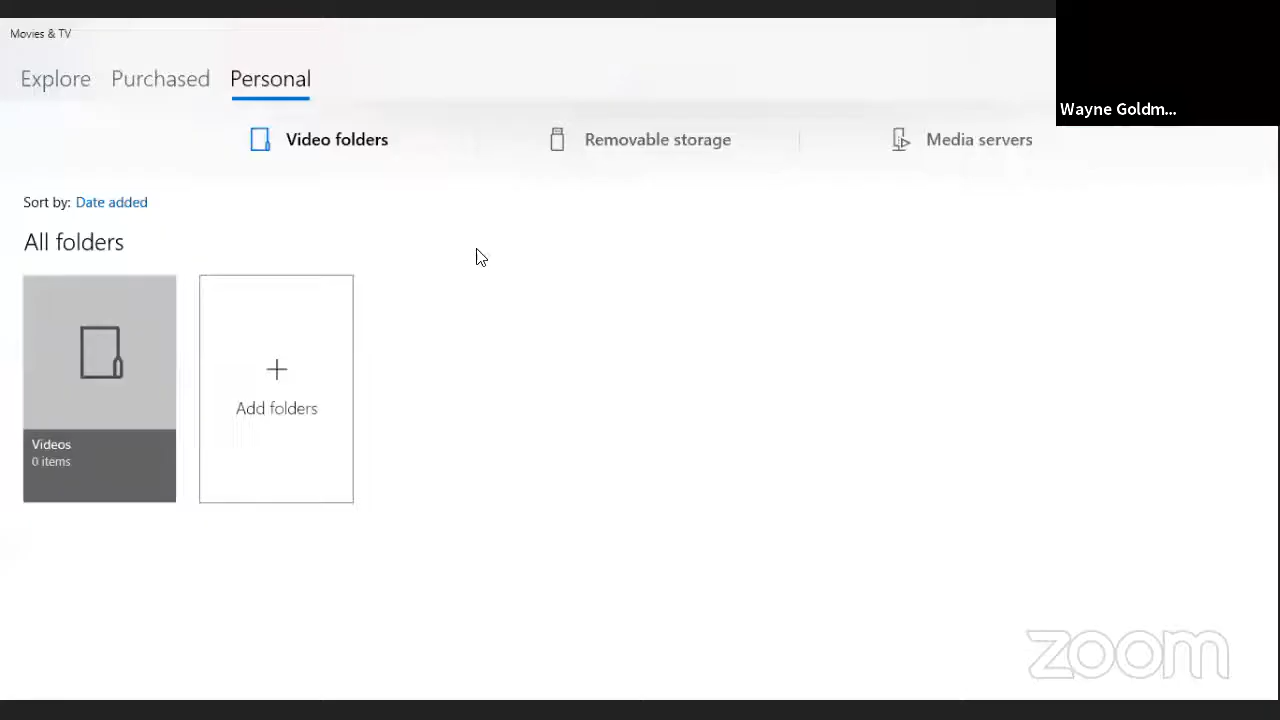 Movies & TV
Wayne Goldm...
Explore Purchased Personal
Video folders Removable storage Media servers
Sort by: Date added
All folders
Add folders
Videos
0 items
zoom